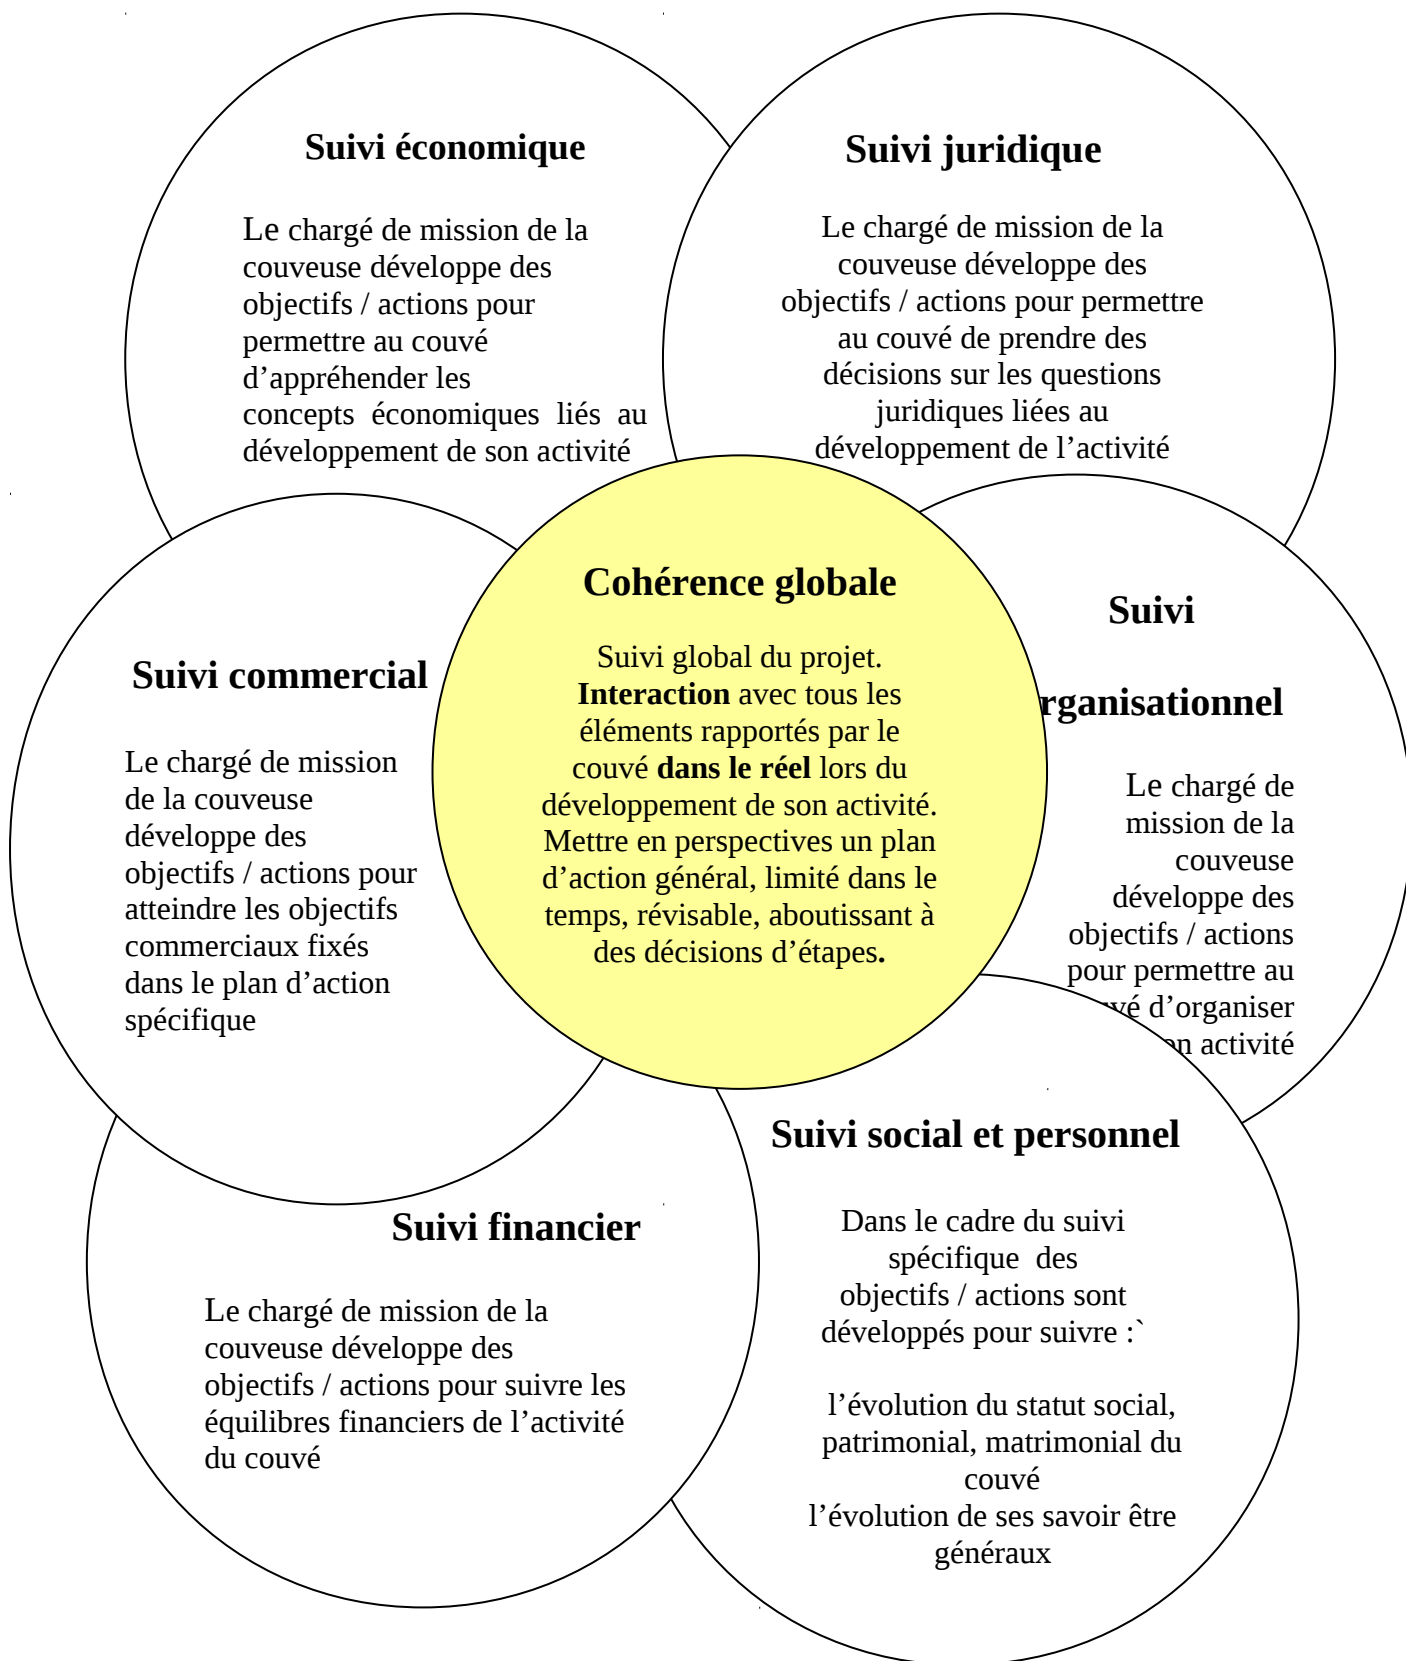 Suivi économique
Le chargé de mission de la
couveuse développe des
objectifs / actions pour
permettre au couvé
d’appréhender les
concepts économiques liés au
développement de son activité
Suivi juridique
Le chargé de mission de la
couveuse développe des
objectifs / actions pour permettre
au couvé de prendre des
décisions sur les questions
juridiques liées au
développement de l’activité
Cohérence globale
Suivi global du projet.
Interaction avec tous les
éléments rapportés par le
couvé dans le réel lors du
développement de son activité.
Mettre en perspectives un plan
d’action général, limité dans le
temps, révisable, aboutissant à
des décisions d’étapes.
Suivi
rganisationnel
Le chargé de
mission de la
couveuse
développe des
objectifs / actions
pour permettre au
vé d’organiser
on activité
Suivi commercial
Le chargé de mission
de la couveuse
développe des
objectifs / actions pour
atteindre les objectifs
commerciaux fixés
dans le plan d’action
spécifique
Suivi social et personnel
Dans le cadre du suivi
spécifique des
objectifs / actions sont
développés pour suivre :`
l’évolution du statut social,
patrimonial, matrimonial du
couvé
l’évolution de ses savoir être
généraux
Suivi financier
Le chargé de mission de la
couveuse développe des
objectifs / actions pour suivre les
équilibres financiers de l’activité
du couvé